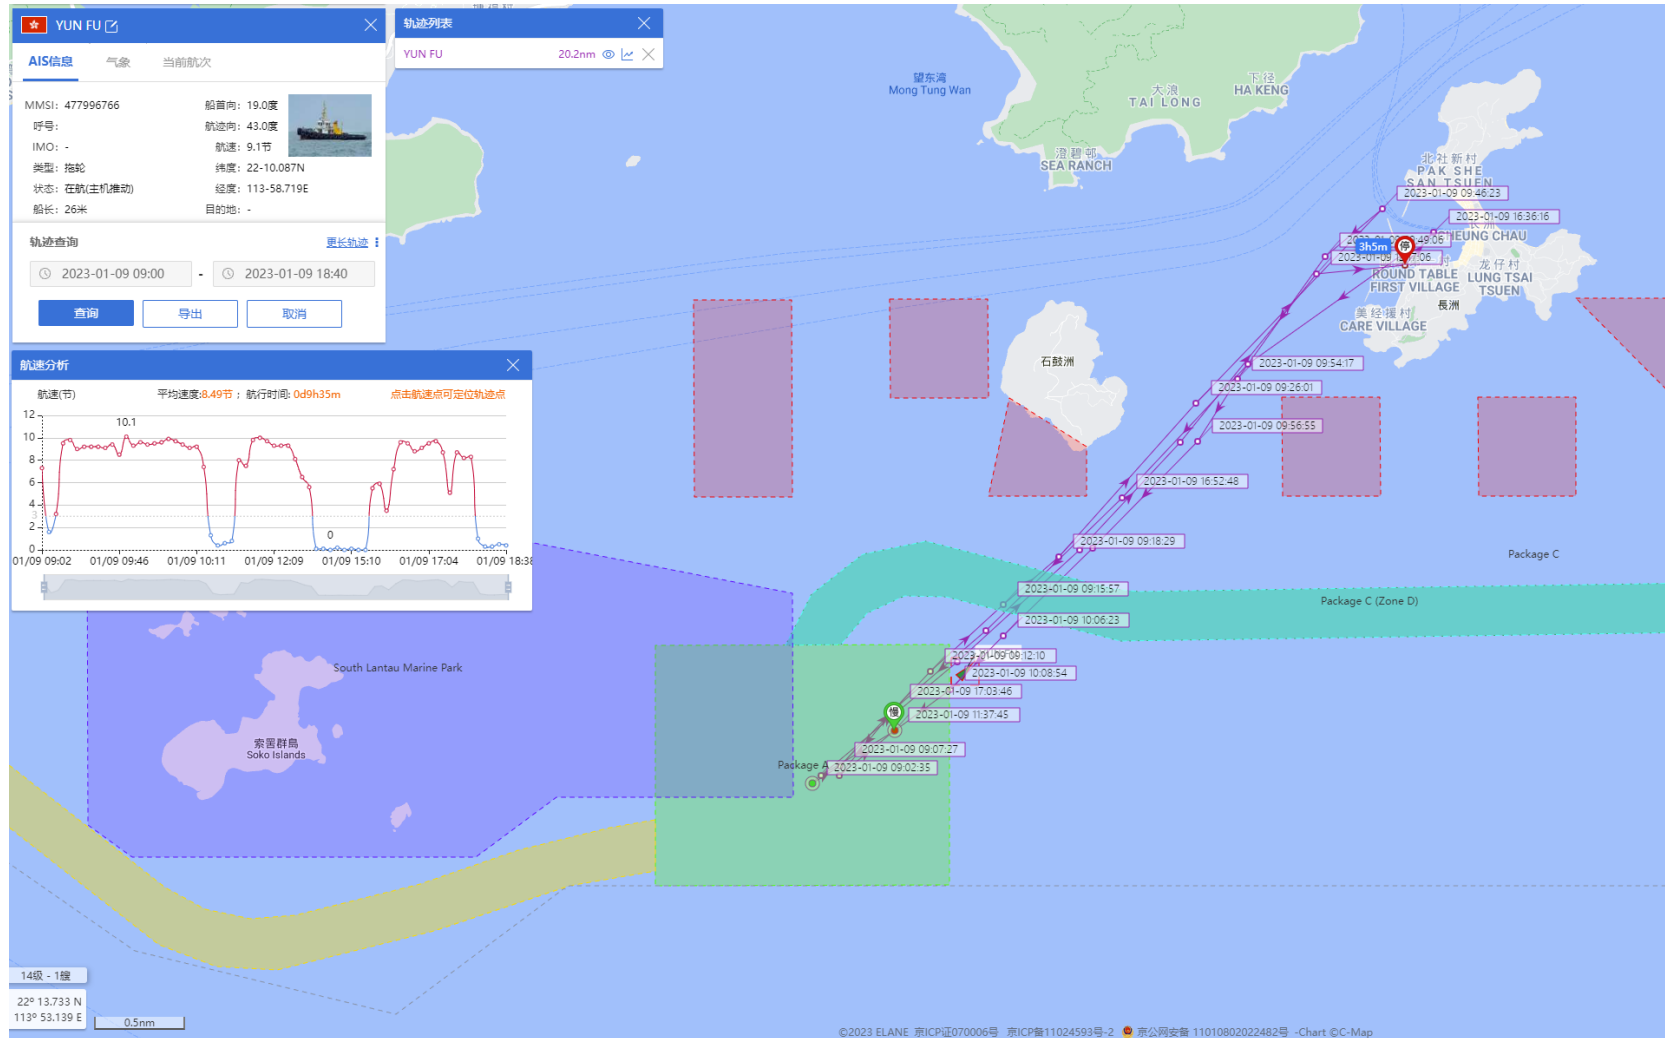 YUN FU
AIS信息 气象 当前航次
MMSI: 477996766 船首向: 19.0度
呼号: 航迹向: 43.0度
IMO: - 航速: 9.1节
类型: 拖轮 纬度: 22-10.087N
状态: 在航(主机推动) 经度: 113-58.719E
船长: 26米 目的地: -
轨迹查询 更长轨迹
2023-01-09 09:00 - 2023-01-09 18:40
查询 导出 取消
轨迹列表
YUN FU 20.2nm
航速分析
航速(节) 平均速度:8.49节 ; 航行时间: 0d9h35m 点击航速点可定位轨迹点
12
10
8
6
4
3
2
0
10.1
0
01/09 09:02 01/09 09:46 01/09 10:11 01/09 12:09 01/09 15:10 01/09 17:04 01/09 18:38
望东湾
Mong Tung Wan
大浪
TAI LONG
下径
HA KENG
澄碧邨
SEA RANCH
北社新村
PAK SHE
SAN TSUEN
2023-01-09 09:46:23
2023-01-09 16:36:16
CHEUNG CHAU
3h5m
停
ROUND TABLE
FIRST VILLAGE
龙仔村
LUNG TSAI
TSUEN
長洲
美经援村
CARE VILLAGE
石鼓洲
2023-01-09 09:54:17
2023-01-09 09:26:01
2023-01-09 09:56:55
2023-01-09 16:52:48
2023-01-09 09:18:29
Package C
2023-01-09 09:15:57
Package C (Zone D)
2023-01-09 10:06:23
2023-01-09 09:12:10
2023-01-09 10:08:54
2023-01-09 17:03:46
慢
2023-01-09 11:37:45
2023-01-09 09:07:27
Package A
2023-01-09 09:02:35
South Lantau Marine Park
索罟群島
Soko Islands
14级 - 1艘
22º 13.733 N
113º 53.139 E
0.5nm
©2023 ELANE 京ICP证070006号 京ICP备11024593号-2 京公网安备 11010802022482号 -Chart ©C-Map